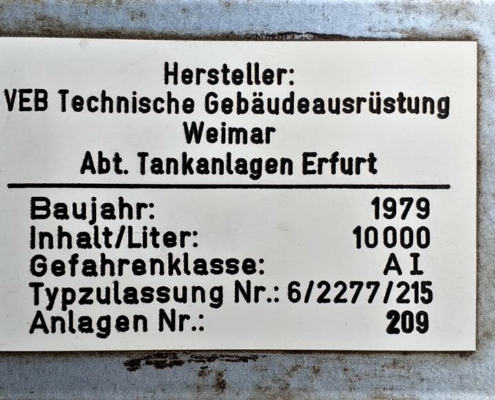 Hersteller:
VEB Technische Gebäudeausrüstung
Weimar
Abt. Tankanlagen Erfurt
Baujahr: 1979
Inhalt/Liter: 10000
Gefahrenklasse: A I
Typzulassung Nr.: 6/2277/215
Anlagen Nr.: 209